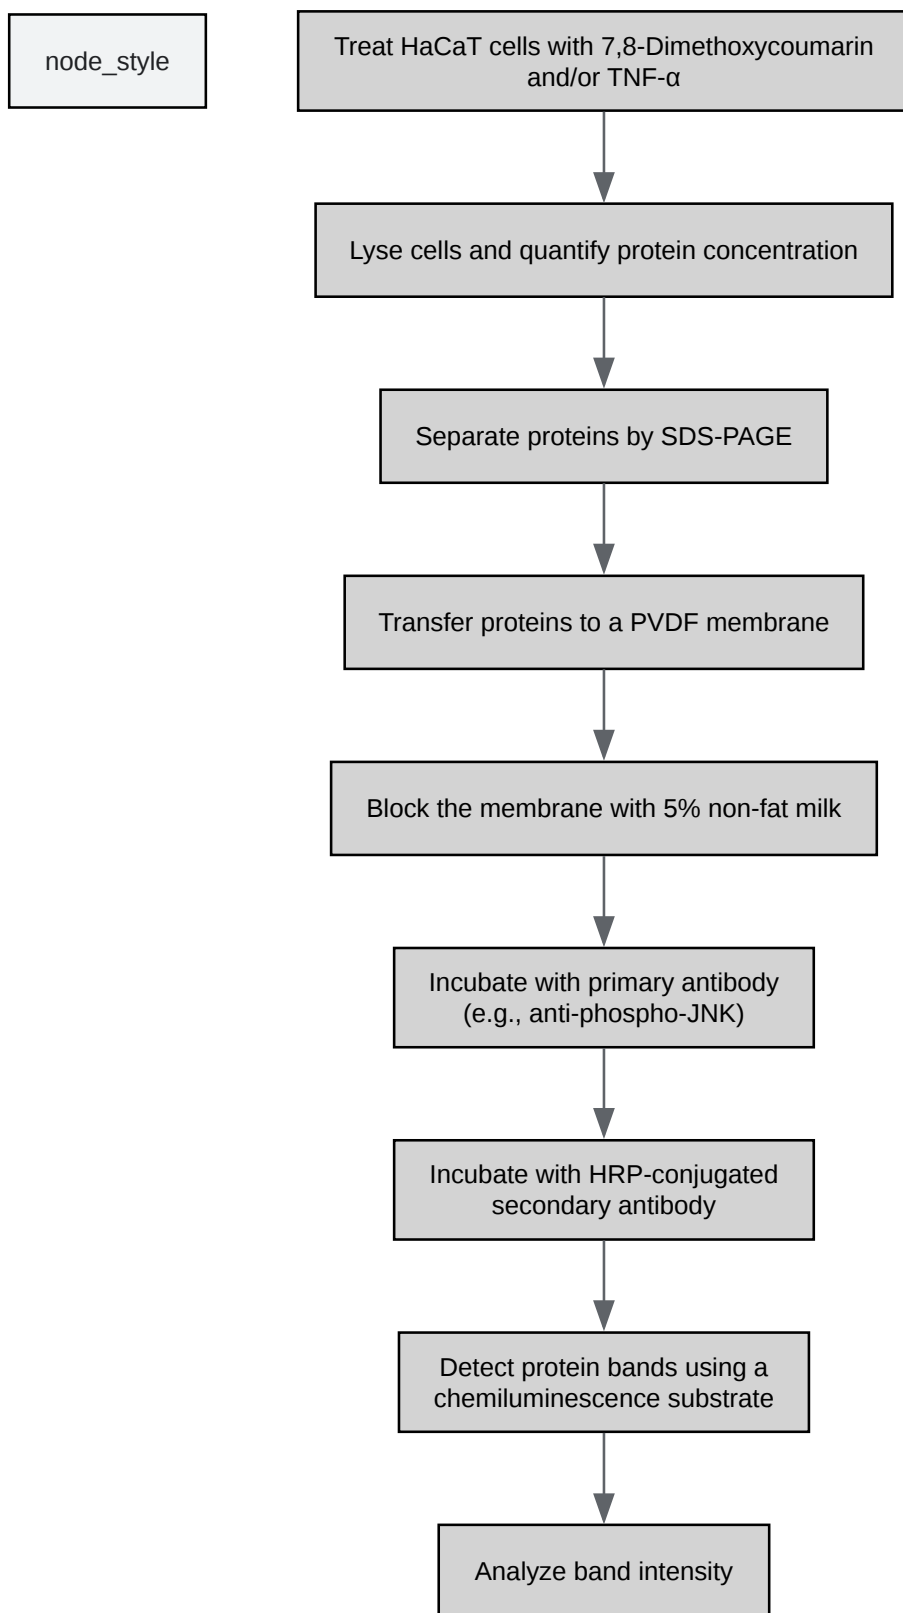 node_style
Treat HaCaT cells with 7,8-Dimethoxycoumarin
and/or TNF-α
Lyse cells and quantify protein concentration
Separate proteins by SDS-PAGE
Transfer proteins to a PVDF membrane
Block the membrane with 5% non-fat milk
Incubate with primary antibody
(e.g., anti-phospho-JNK)
Incubate with HRP-conjugated
secondary antibody
Detect protein bands using a
chemiluminescence substrate
Analyze band intensity